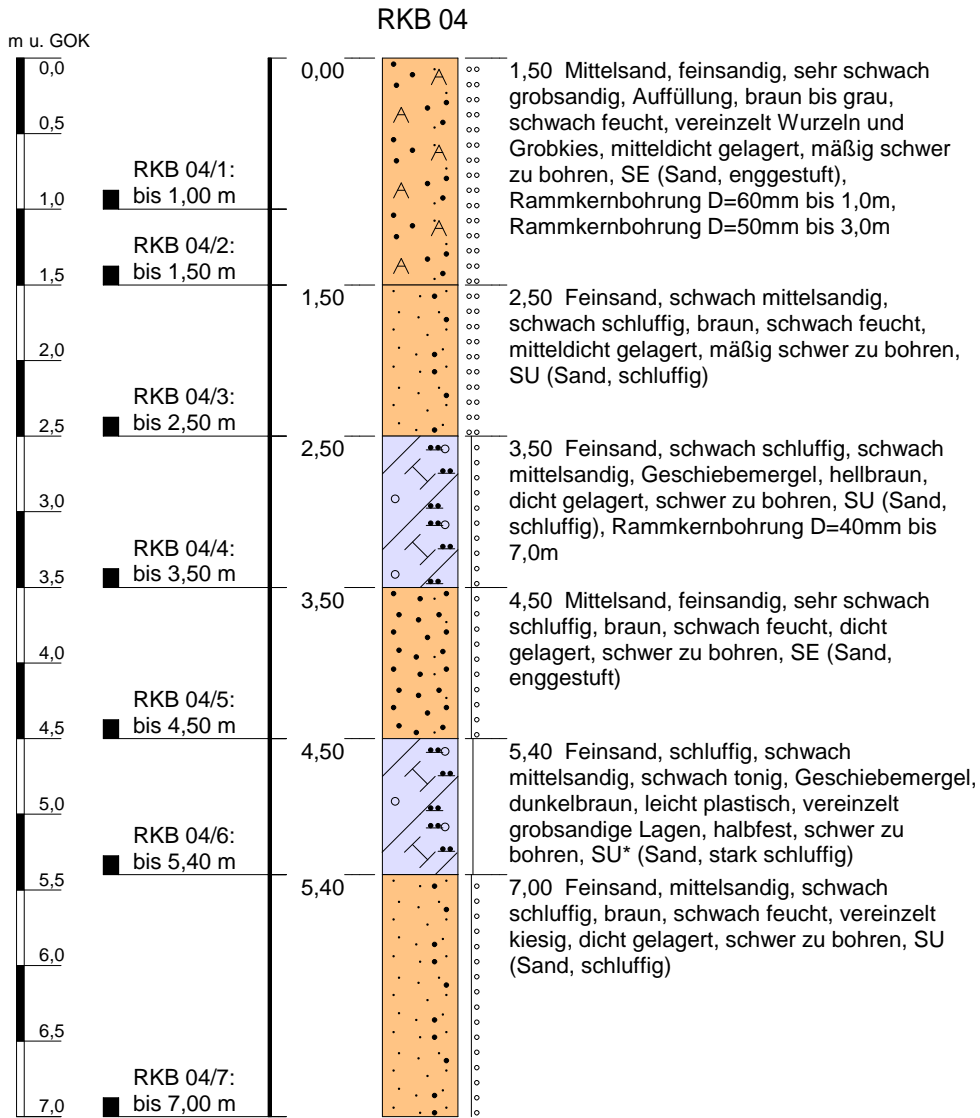 RKB 04
m u. GOK
0,0
0,5
1,0
1,5
2,0
2,5
3,0
3,5
4,0
4,5
5,0
5,5
6,0
6,5
7,0
RKB 04/1:
bis 1,00 m
RKB 04/2:
bis 1,50 m
RKB 04/3:
bis 2,50 m
RKB 04/4:
bis 3,50 m
RKB 04/5:
bis 4,50 m
RKB 04/6:
bis 5,40 m
RKB 04/7:
bis 7,00 m
0,00
1,50
2,50
3,50
4,50
5,40
1,50 Mittelsand, feinsandig, sehr schwach
grobsandig, Auffüllung, braun bis grau,
schwach feucht, vereinzelt Wurzeln und
Grobkies, mitteldicht gelagert, mäßig schwer
zu bohren, SE (Sand, enggestuft),
Rammkernbohrung D=60mm bis 1,0m,
Rammkernbohrung D=50mm bis 3,0m
2,50 Feinsand, schwach mittelsandig,
schwach schluffig, braun, schwach feucht,
mitteldicht gelagert, mäßig schwer zu bohren,
SU (Sand, schluffig)
3,50 Feinsand, schwach schluffig, schwach
mittelsandig, Geschiebemergel, hellbraun,
dicht gelagert, schwer zu bohren, SU (Sand,
schluffig), Rammkernbohrung D=40mm bis
7,0m
4,50 Mittelsand, feinsandig, sehr schwach
schluffig, braun, schwach feucht, dicht
gelagert, schwer zu bohren, SE (Sand,
enggestuft)
5,40 Feinsand, schluffig, schwach
mittelsandig, schwach tonig, Geschiebemergel,
dunkelbraun, leicht plastisch, vereinzelt
grobsandige Lagen, halbfest, schwer zu
bohren, SU* (Sand, stark schluffig)
7,00 Feinsand, mittelsandig, schwach
schluffig, braun, schwach feucht, vereinzelt
kiesig, dicht gelagert, schwer zu bohren, SU
(Sand, schluffig)